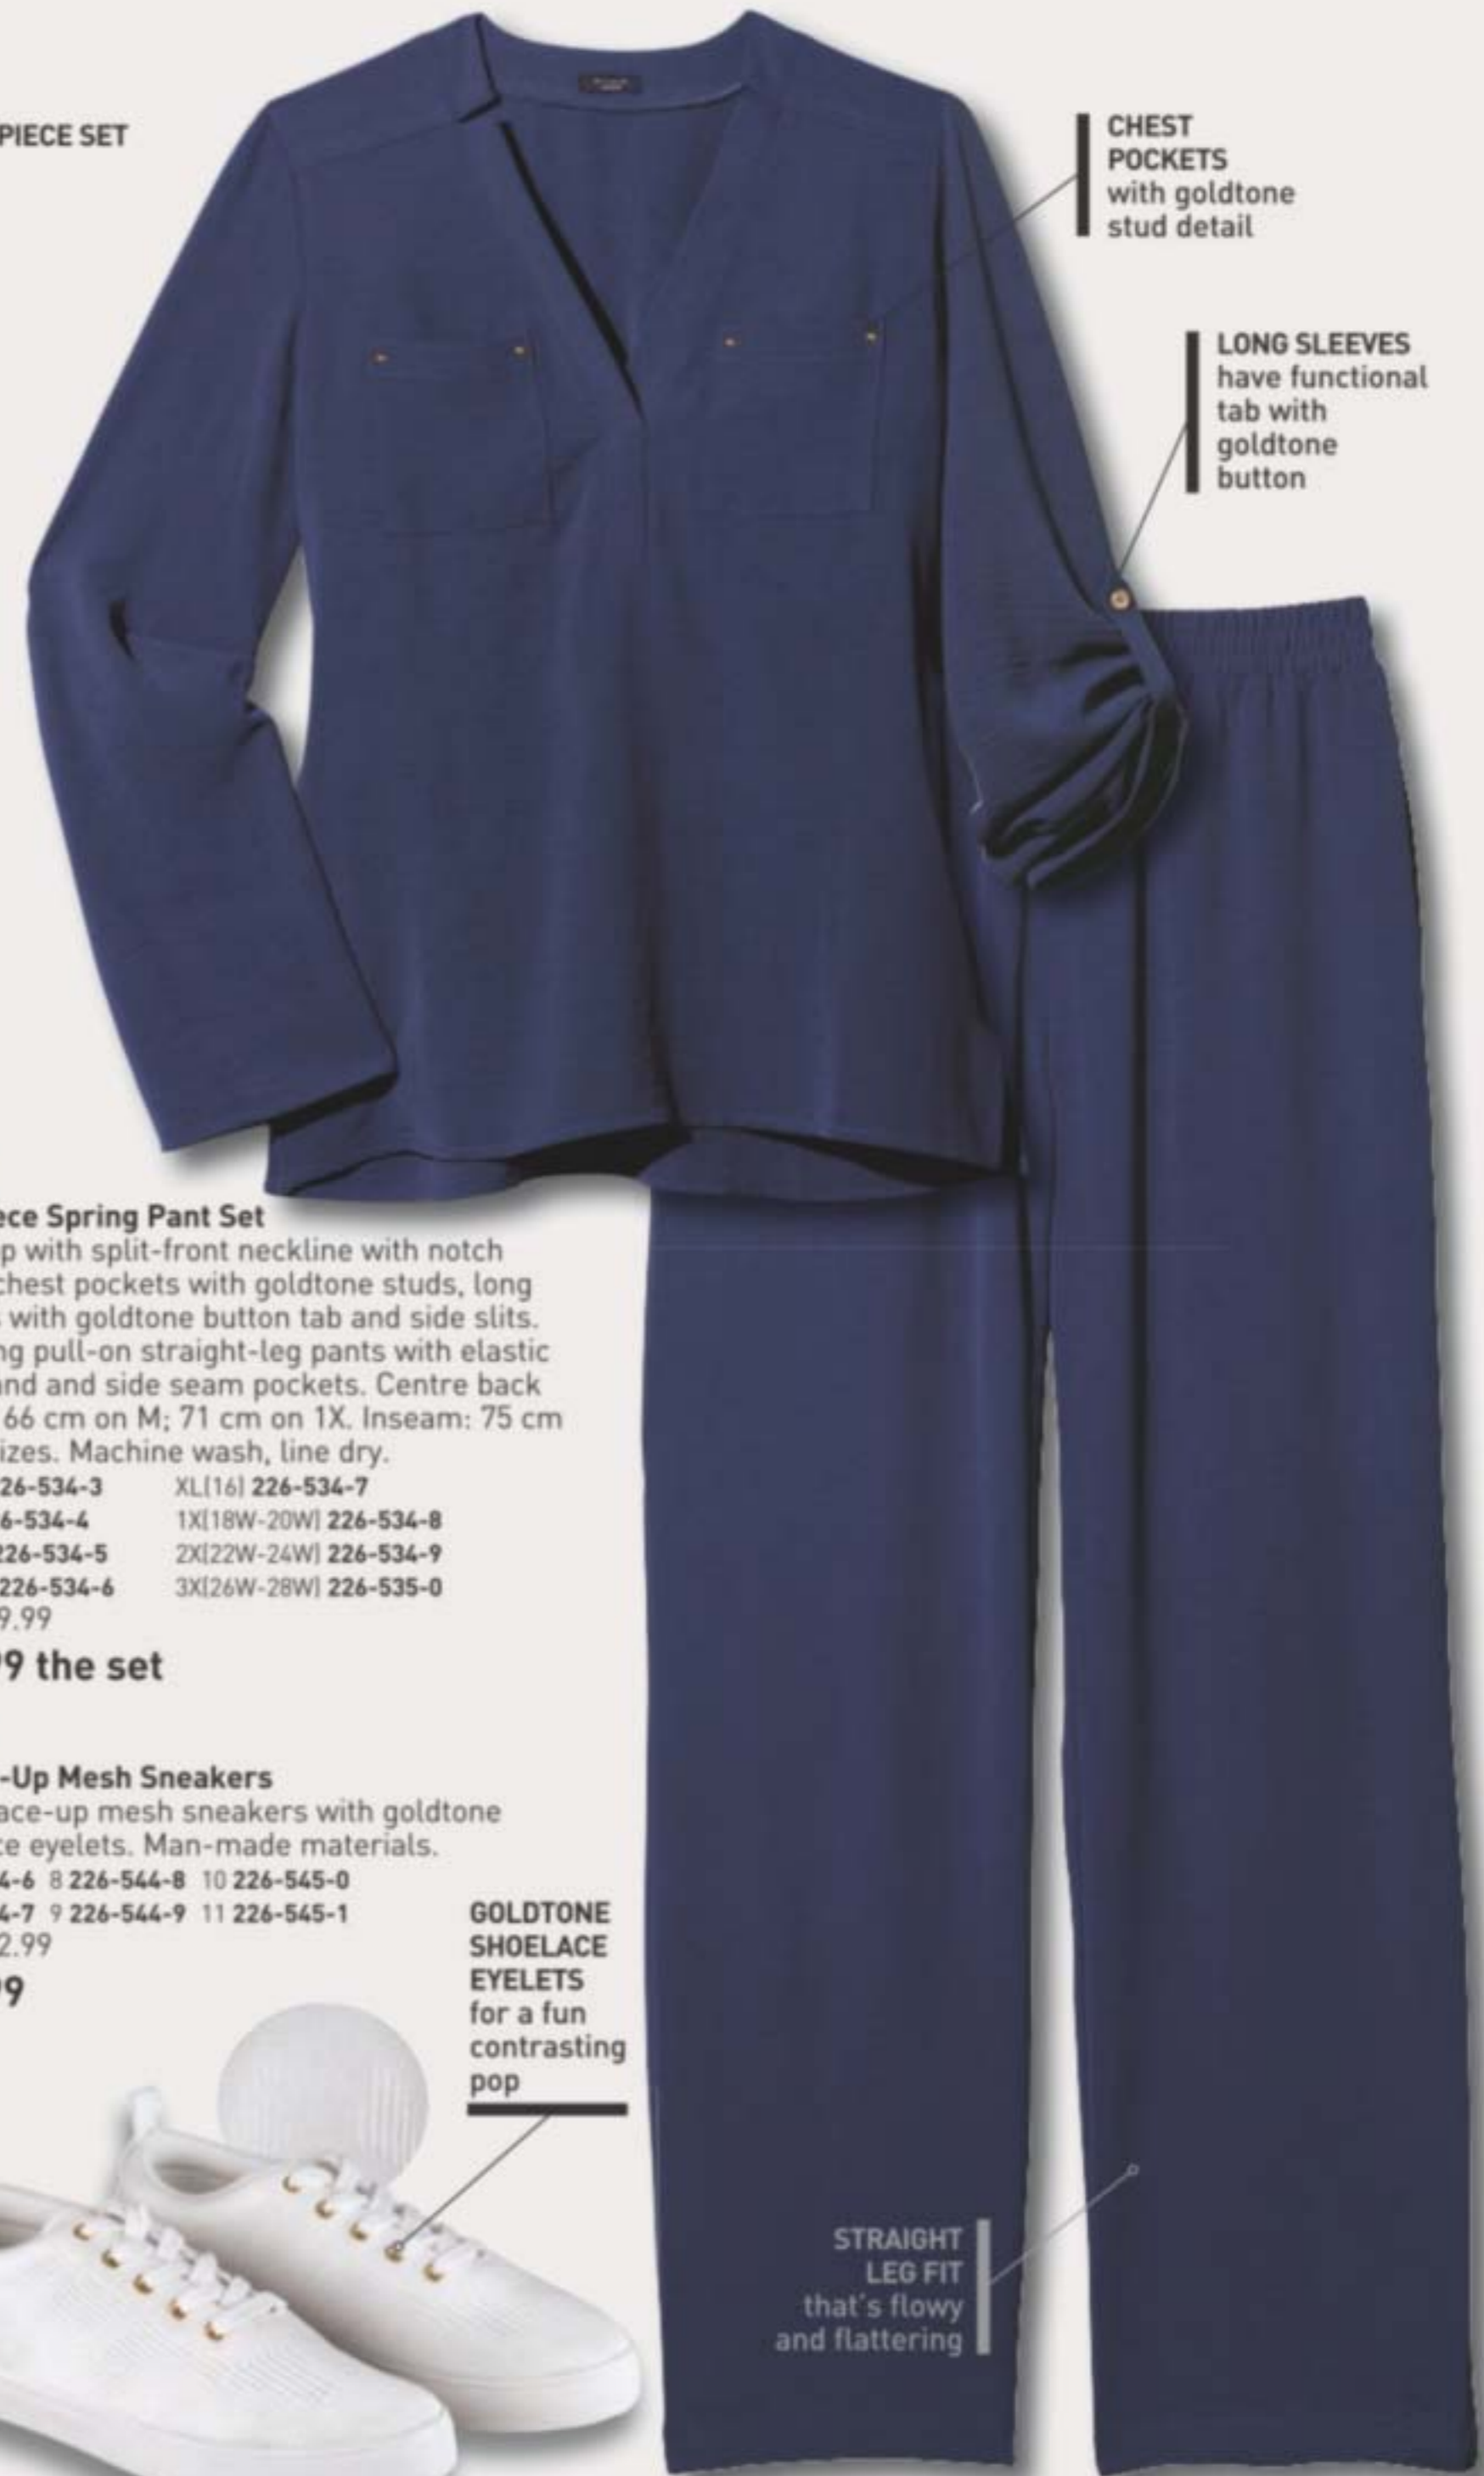 PIECE SET
CHEST
POCKETS
with goldtone
stud detail
LONG SLEEVES
have functional
tab with
goldtone
button
ece Spring Pant Set
p with split-front neckline with notch
chest pockets with goldtone studs, long
s with goldtone button tab and side slits.
ng pull-on straight-leg pants with elastic
and and side seam pockets. Centre back
66 cm on M; 71 cm on 1X. Inseam: 75 cm
izes. Machine wash, line dry.
26-534-3 XL(16) 226-534-7
6-534-4 1X(18W-20W) 226-534-8
226-534-5 2X(22W-24W) 226-534-9
226-534-6 3X(26W-28W) 226-535-0
9.99
99 the set
-Up Mesh Sneakers
ace-up mesh sneakers with goldtone
ce eyelets. Man-made materials.
4-6 8 226-544-8 10 226-545-0
4-7 9 226-544-9 11 226-545-1
2.99
99
GOLDTONE
SHOELACE
EYELETS
for a fun
contrasting
pop
STRAIGHT
LEG FIT
that's flowy
and flattering